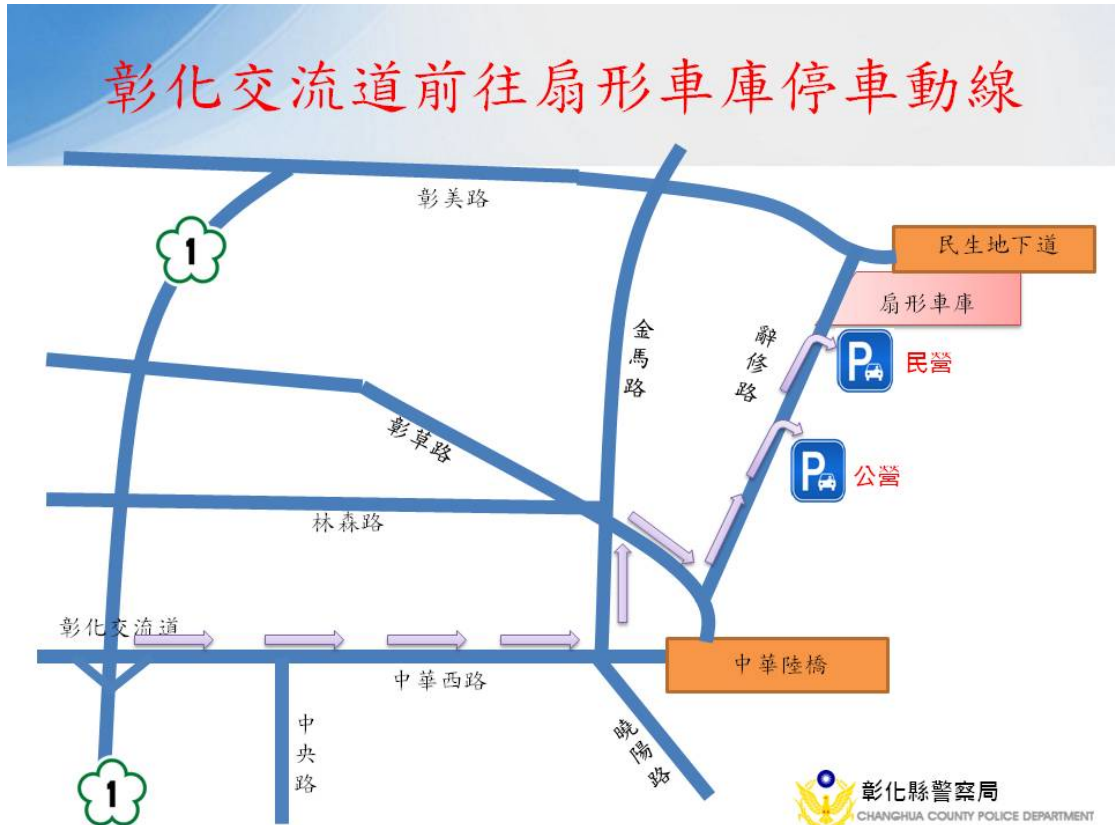 彰化交流道前往扇形車庫停車動線
彰美路
1
民生地下道
扇形車庫
金馬路
辭修路
P
民營
彰草路
P
公營
林森路
彰化交流道
中華西路
中華陸橋
中央路
曉陽路
1
彰化縣警察局
CHANGHUA COUNTY POLICE DEPARTMENT